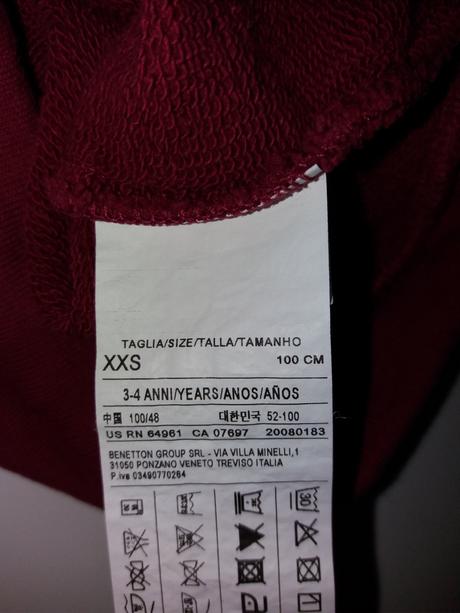 TAGLIA/SIZE/TALLA/TAMANHO
XXS 100 CM
3-4 ANNI/YEARS/ANOS/AÑOS
中国 100/48 대한민국 52-100
US RN 64961 CA 07697 20080183
BENETTON GROUP SRL - VIA VILLA MINELLI,1
31050 PONZANO VENETO TREVISO ITALIA
P.iva 03490770264
30